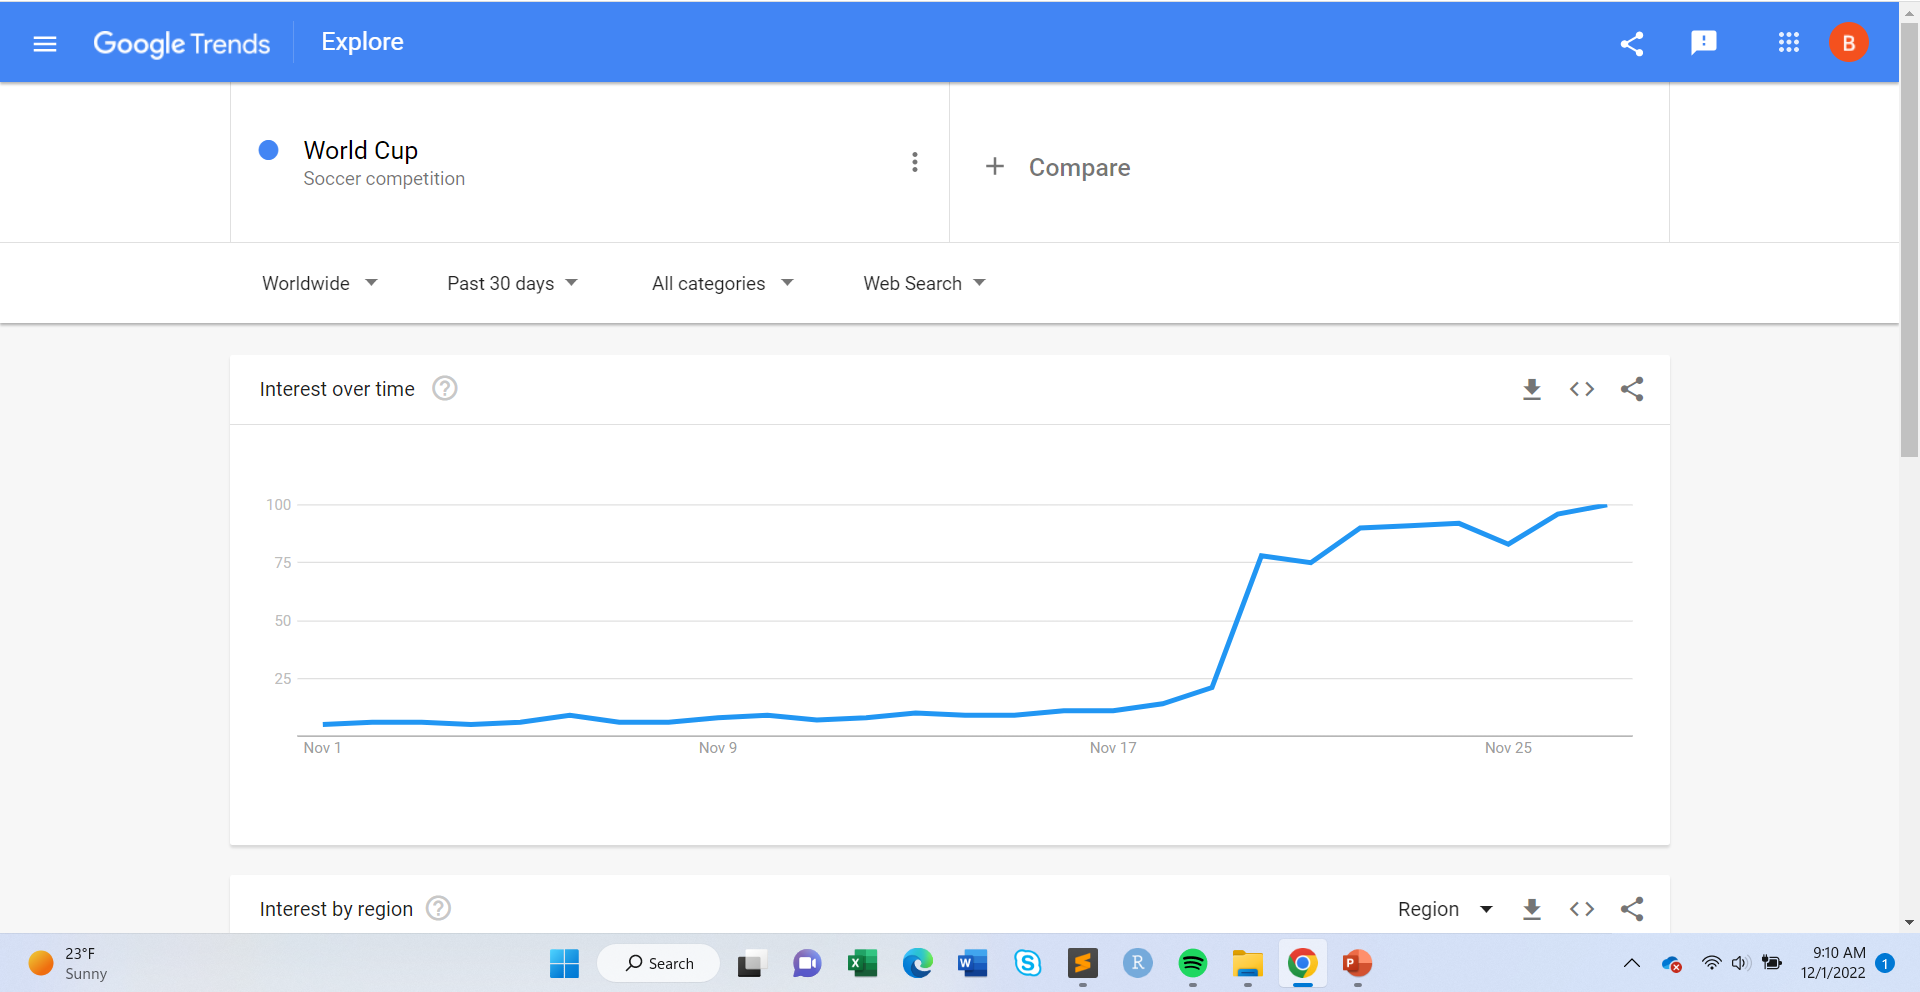 Google Trends
Explore
B
World Cup
Soccer competition
+ Compare
Worldwide
Past 30 days
All categories
Web Search
Interest over time
100
75
50
25
Nov 1
Nov 9
Nov 17
Nov 25
Interest by region
Region
23°F
Sunny
Search
X
W
S
R
P
9:10 AM
12/1/2022
1